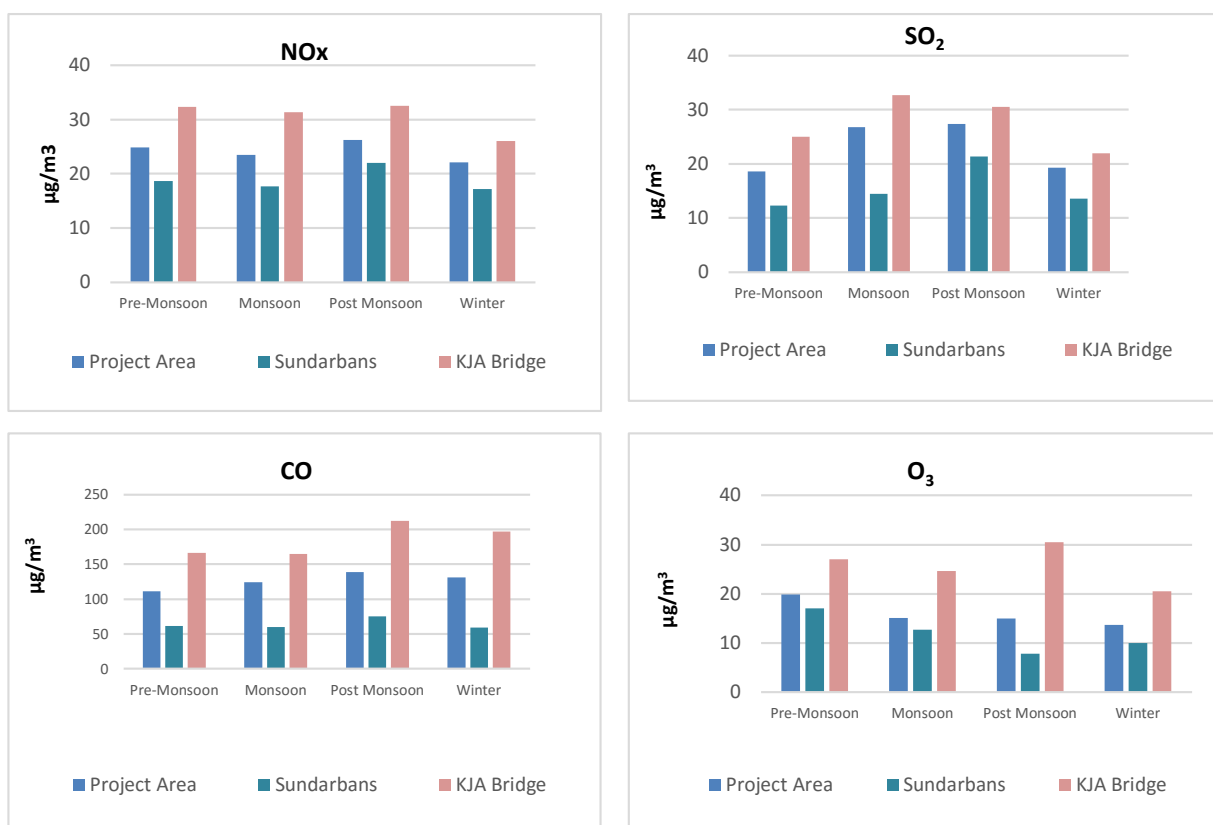 NOx
40
30
20
10
0
µg/m3
Pre-Monsoon Monsoon Post Monsoon Winter
Project Area Sundarbans KJA Bridge
SO₂
40
30
20
10
0
µg/m³
Pre-Monsoon Monsoon Post Monsoon Winter
Project Area Sundarbans KJA Bridge
CO
250
200
150
100
50
0
µg/m³
Pre-Monsoon Monsoon Post Monsoon Winter
Project Area Sundarbans KJA Bridge
O₃
40
30
20
10
0
µg/m³
Pre-Monsoon Monsoon Post Monsoon Winter
Project Area Sundarbans KJA Bridge